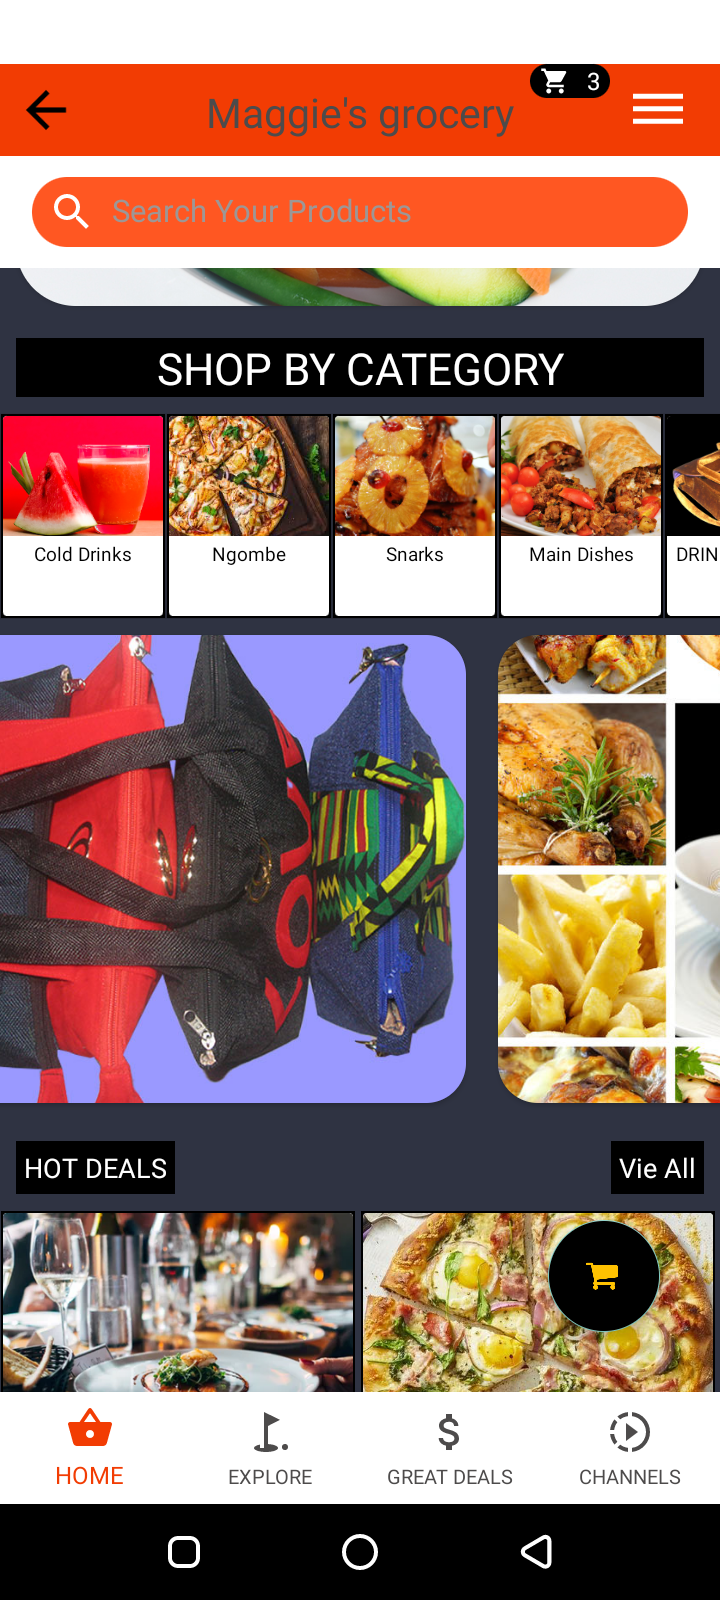 Maggie's grocery
3
Search Your Products
SHOP BY CATEGORY
Cold Drinks
Ngombe
Snarks
Main Dishes
DRIN
LOUD
HOT DEALS
Vie All
HOME
EXPLORE
GREAT DEALS
CHANNELS